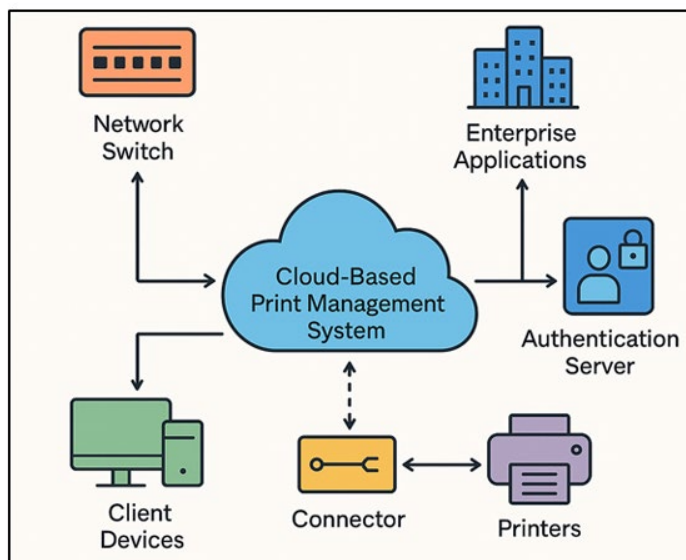 Network
Switch
Enterprise
Applications
Cloud-Based
Print Management
System
Authentication
Server
Client
Devices
Connector
Printers